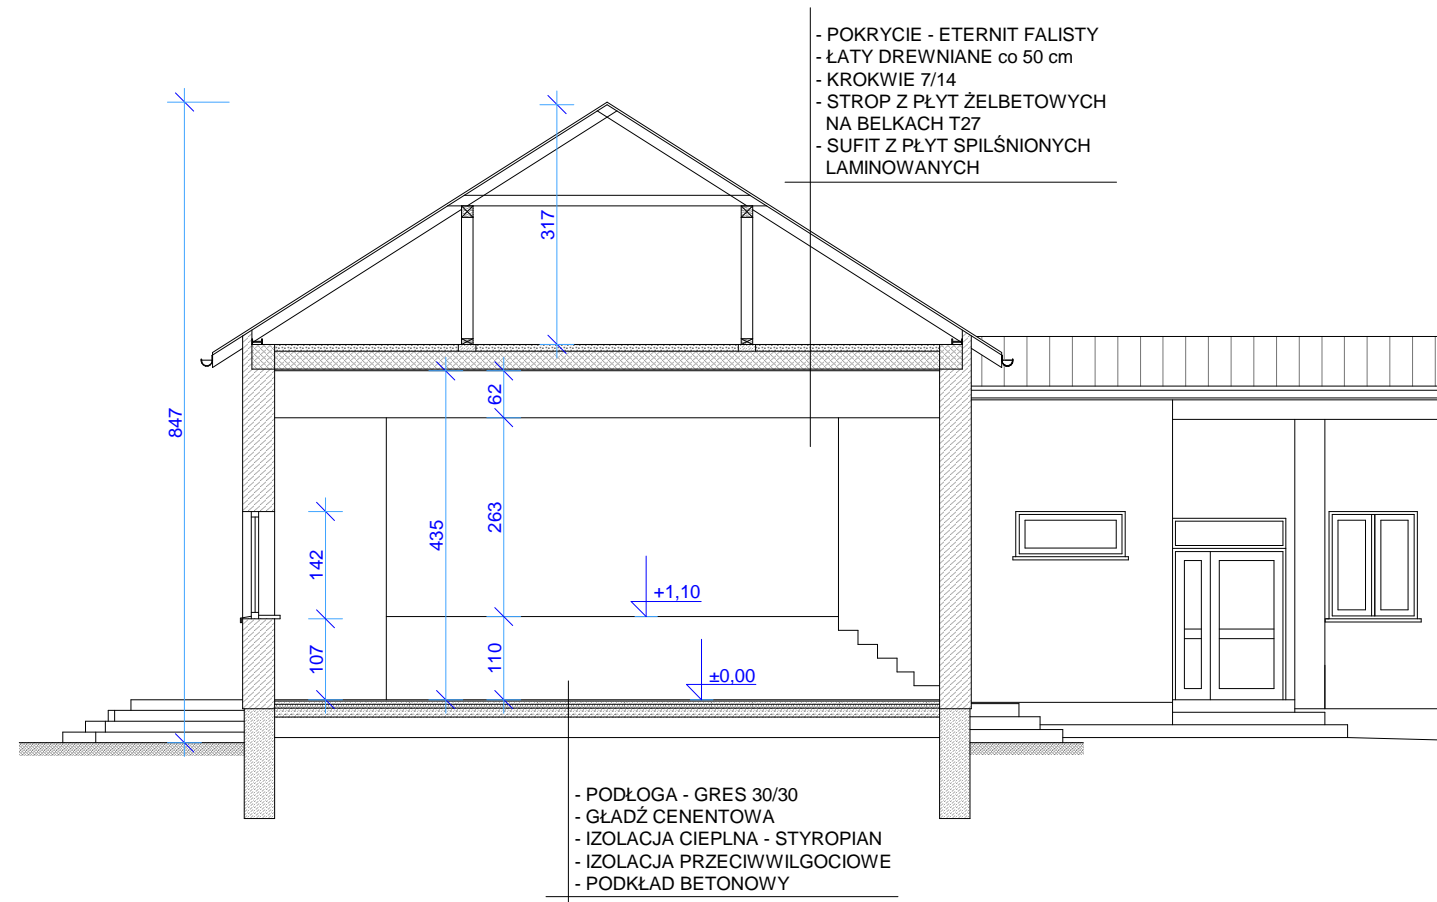 - POKRYCIE - ETERNIT FALISTY
- ŁATY DREWNIANE co 50 cm
- KROKWIE 7/14
- STROP Z PŁYT ŻELBETOWYCH
NA BELKACH T27
- SUFIT Z PŁYT SPILŚNIONYCH
LAMINOWANYCH
317
847
62
435
263
142
+1,10
107
110
±0,00
- PODŁOGA - GRES 30/30
- GŁADŹ CENENTOWA
- IZOLACJA CIEPLNA - STYROPIAN
- IZOLACJA PRZECIWWILGOCIOWE
- PODKŁAD BETONOWY